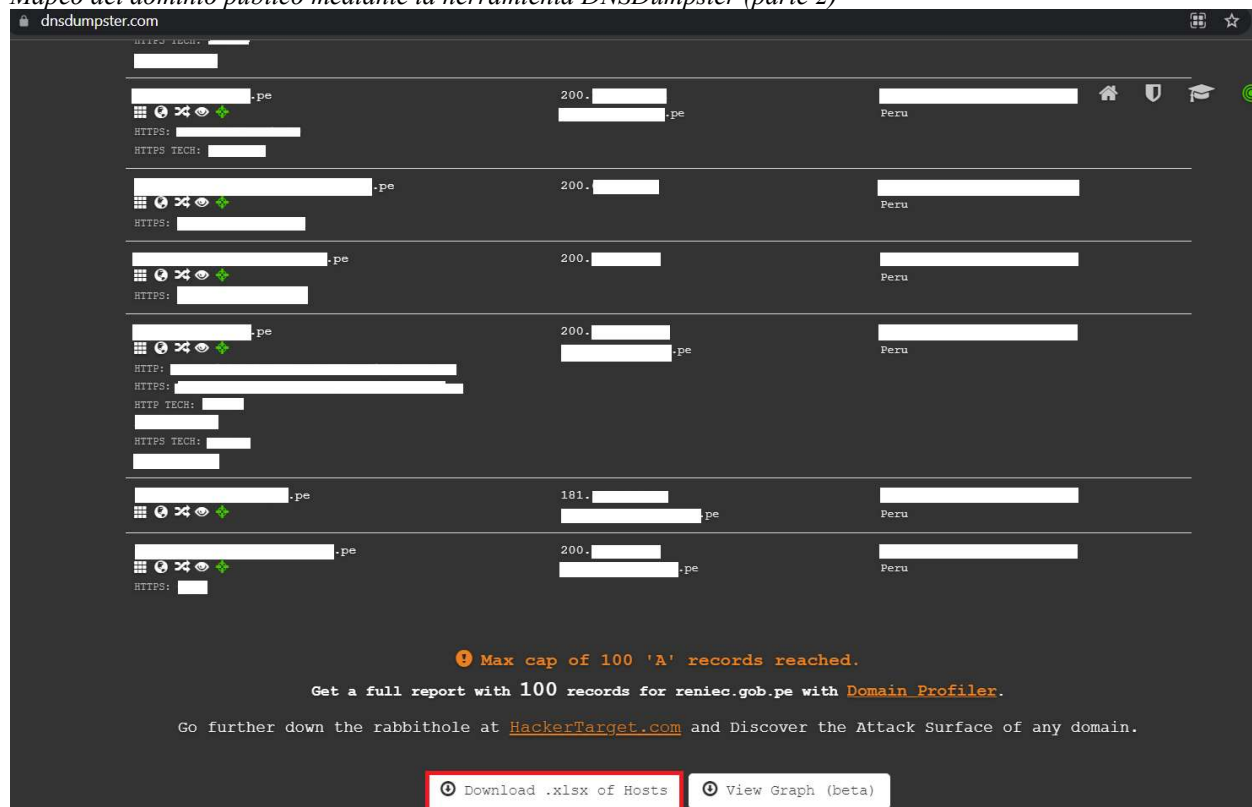 Mapeo del dominio público mediante la herramienta DNSDumpster (parte 2)
dnsdumpster.com
HTTPS TECH:
.pe 200. 
.pe Peru
HTTPS:
HTTPS TECH:
.pe 200.
Peru
HTTPS:
.pe 200.
Peru
HTTPS:
.pe 200.
.pe Peru
HTTP:
HTTPS:
HTTP TECH:
HTTPS TECH:
.pe 181.
.pe Peru
.pe 200.
.pe Peru
HTTPS:
Max cap of 100 'A' records reached.
Get a full report with 100 records for reniec.gob.pe with Domain Profiler.
Go further down the rabbithole at HackerTarget.com and Discover the Attack Surface of any domain.
Download .xlsx of Hosts View Graph (beta)